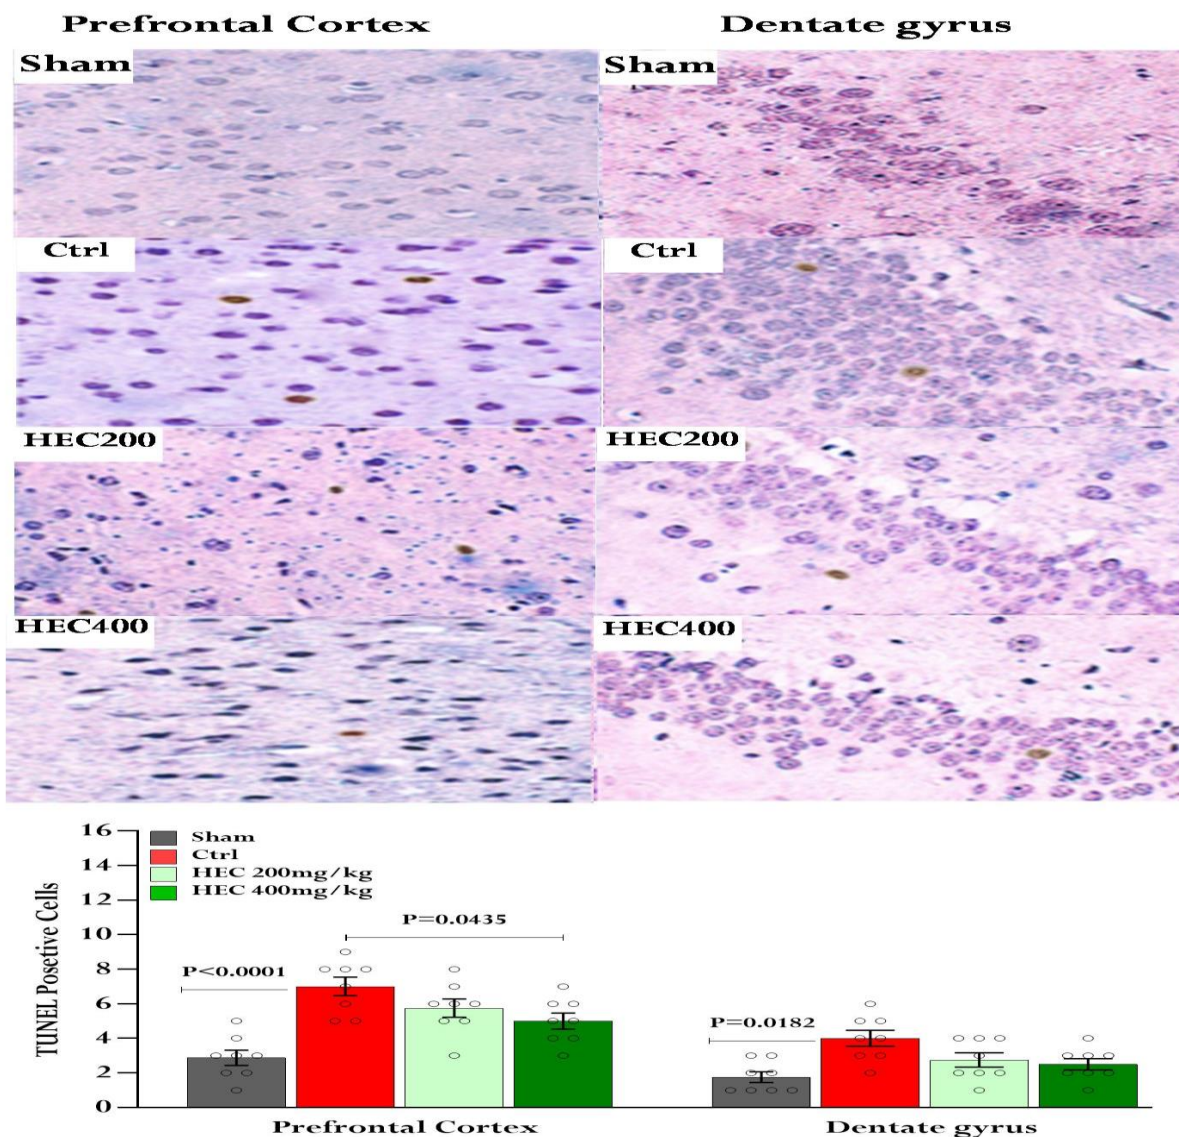 Prefrontal Cortex
Dentate gyrus
Sham
Sham
Ctrl
Ctrl
HEC200
HEC200
HEC400
HEC400
TUNEL Posetive Cells
16
14
12
10
8
6
4
2
0
Sham
Ctrl
HEC 200mg/kg
HEC 400mg/kg
P<0.0001
P=0.0435
P=0.0182
Prefrontal Cortex
Dentate gyrus